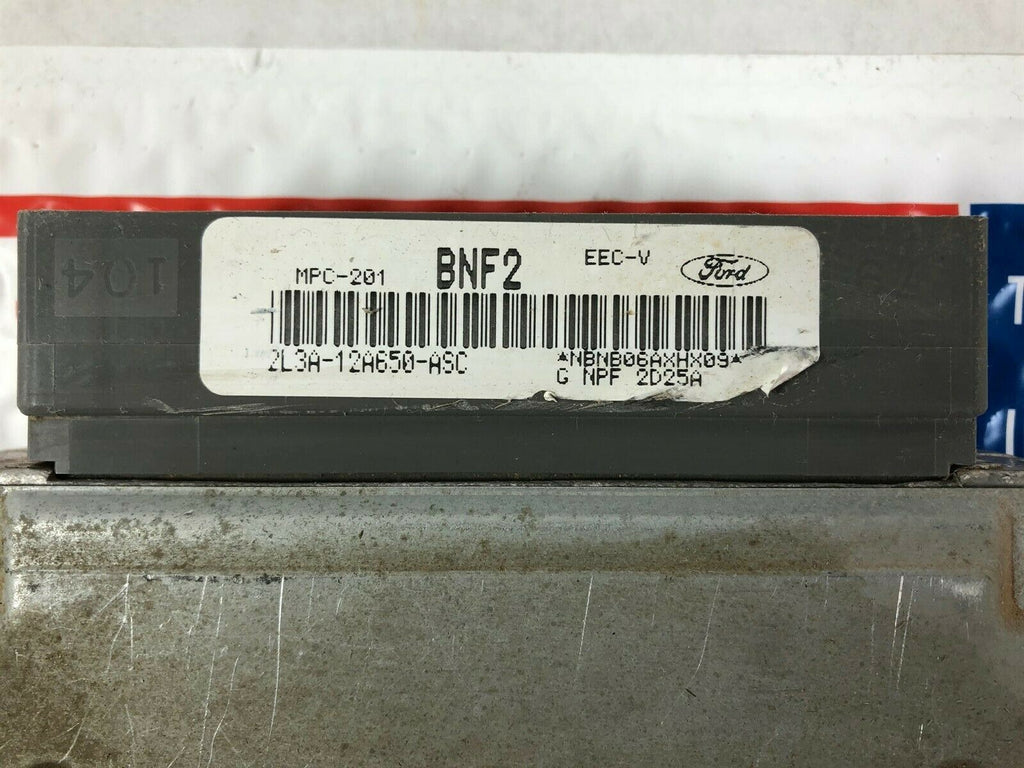 104
MPC-201
BNF2
EEC-V
Ford
2L3A-12A650-ASC
*NBNB06AXHX09*
G NPF 2D25A
T